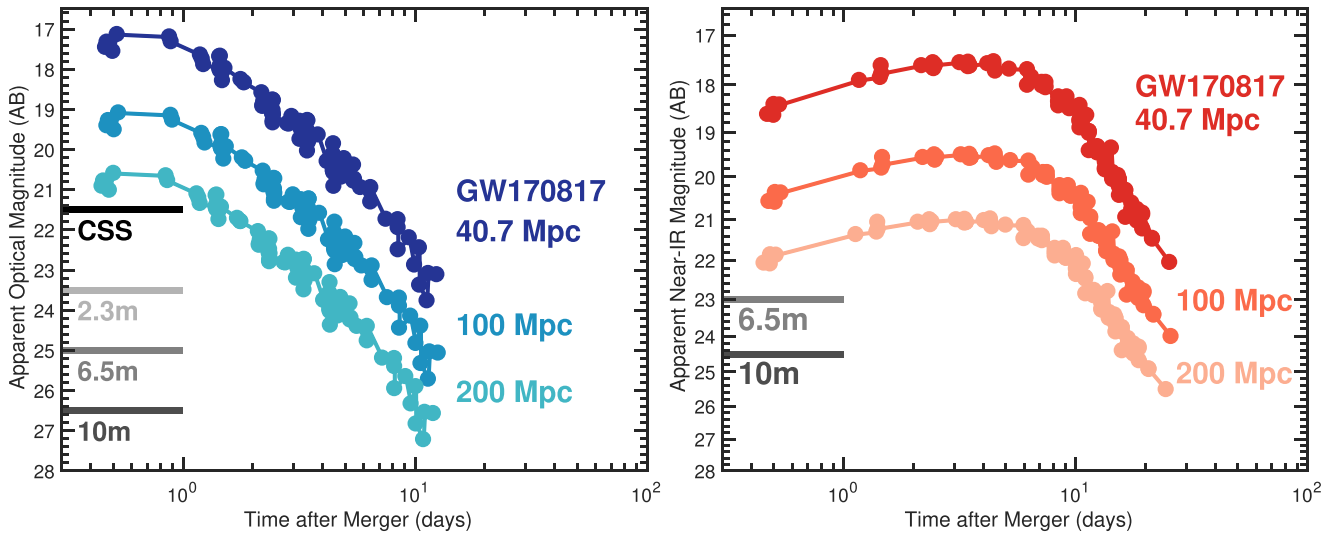 Apparent Optical Magnitude (AB)
17
18
19
20
21
22
23
24
25
26
27
28
GW170817
40.7 Mpc
100 Mpc
200 Mpc
CSS
2.3m
6.5m
10m
10^0
10^1
10^2
Time after Merger (days)
Apparent Near-IR Magnitude (AB)
17
18
19
20
21
22
23
24
25
26
27
28
GW170817
40.7 Mpc
100 Mpc
200 Mpc
6.5m
10m
10^0
10^1
10^2
Time after Merger (days)